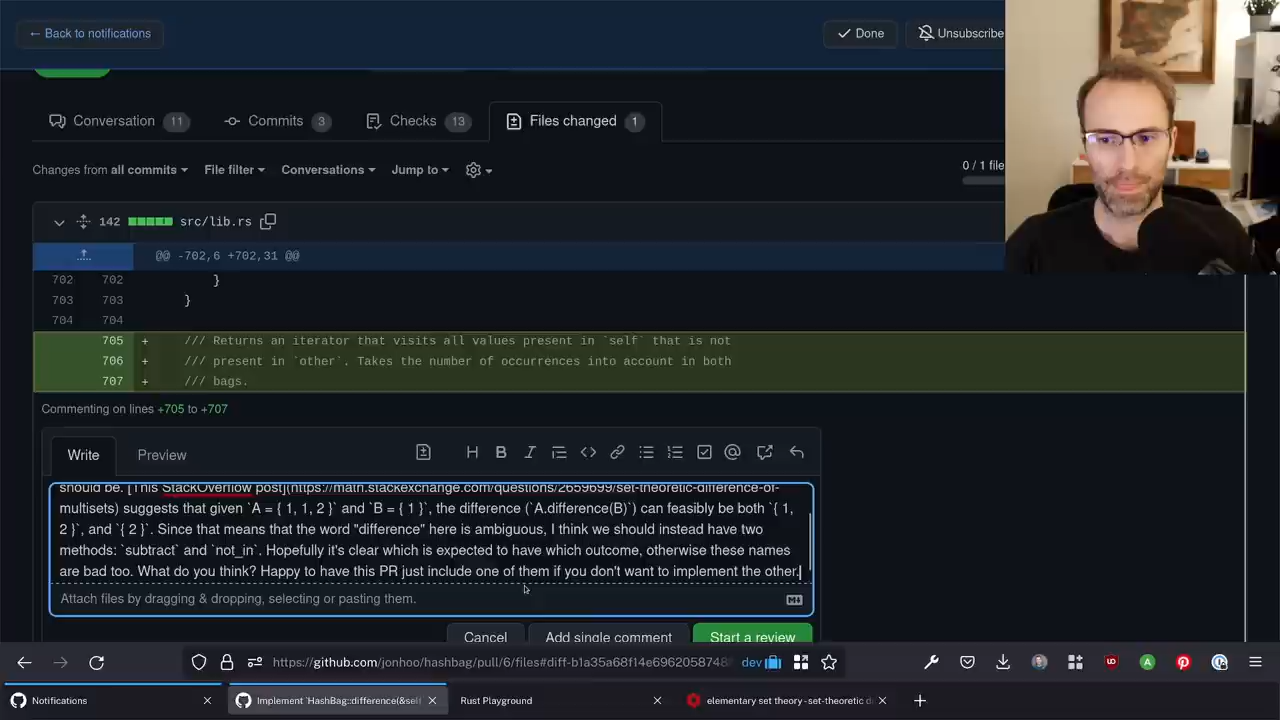 ← Back to notifications
Done
Unsubscribe
Conversation 11
Commits 3
Checks 13
Files changed 1
Changes from all commits
File filter
Conversations
Jump to
0 / 1 file
142 src/lib.rs
@@ -702,6 +702,31 @@
702 702 }
703 703 }
704 704
705 + /// Returns an iterator that visits all values present in `self` that is not
706 + /// present in `other`. Takes the number of occurrences into account in both
707 + /// bags.
Commenting on lines +705 to +707
Write
Preview
should be. [This StackOverflow post](https://math.stackexchange.com/questions/2659699/set-theoretic-difference-of-
multisets) suggests that given `A = { 1, 1, 2 }` and `B = { 1 }`, the difference (`A.difference(B)`) can feasibly be both `{ 1,
2 }`, and `{ 2 }`. Since that means that the word "difference" here is ambiguous, I think we should instead have two
methods: `subtract` and `not_in`. Hopefully it's clear which is expected to have which outcome, otherwise these names
are bad too. What do you think? Happy to have this PR just include one of them if you don't want to implement the other.
Attach files by dragging & dropping, selecting or pasting them.
Cancel
Add single comment
Start a review
https://github.com/jonhoo/hashbag/pull/6/files#diff-b1a35a68f14e696205874
dev
Notifications
Implement `HashBag::difference(&sel
Rust Playground
elementary set theory - set-theoretic d